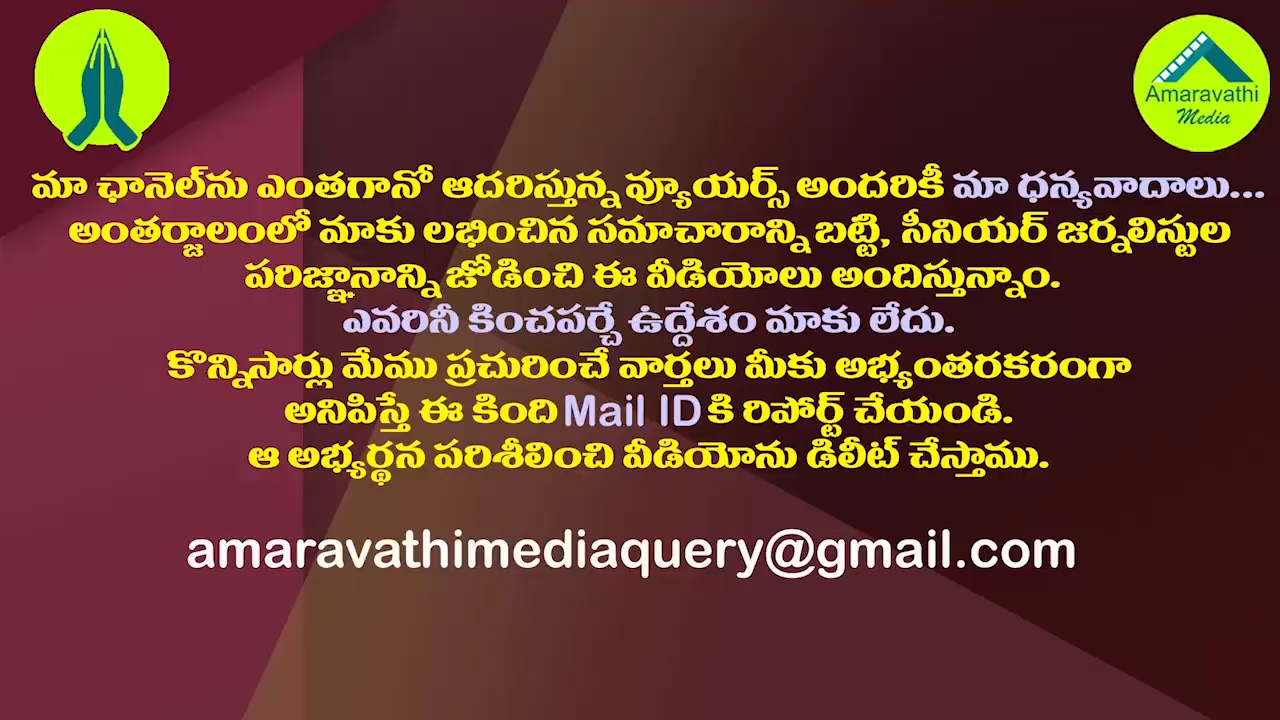 Amaravathi
Media
మా ఛానెల్‌ను ఎంతగానో ఆదరిస్తున్న వ్యూయర్స్ అందరికీ మా ధన్యవాదాలు...
అంతర్జాలంలో మాకు లభించిన సమాచారాన్ని బట్టి, సీనియర్ జర్నలిస్టుల
పరిజ్ఞానాన్ని జోడించి ఈ వీడియోలు అందిస్తున్నాం.
ఎవరినీ కించపర్చే ఉద్దేశం మాకు లేదు.
కొన్నిసార్లు మేము ప్రచురించే వార్తలు మీకు అభ్యంతరకరంగా
అనిపిస్తే ఈ కింది Mail ID కి రిపోర్ట్ చేయండి.
ఆ అభ్యర్థన పరిశీలించి వీడియోను డిలీట్ చేస్తాము.
amaravathimediaquery@gmail.com